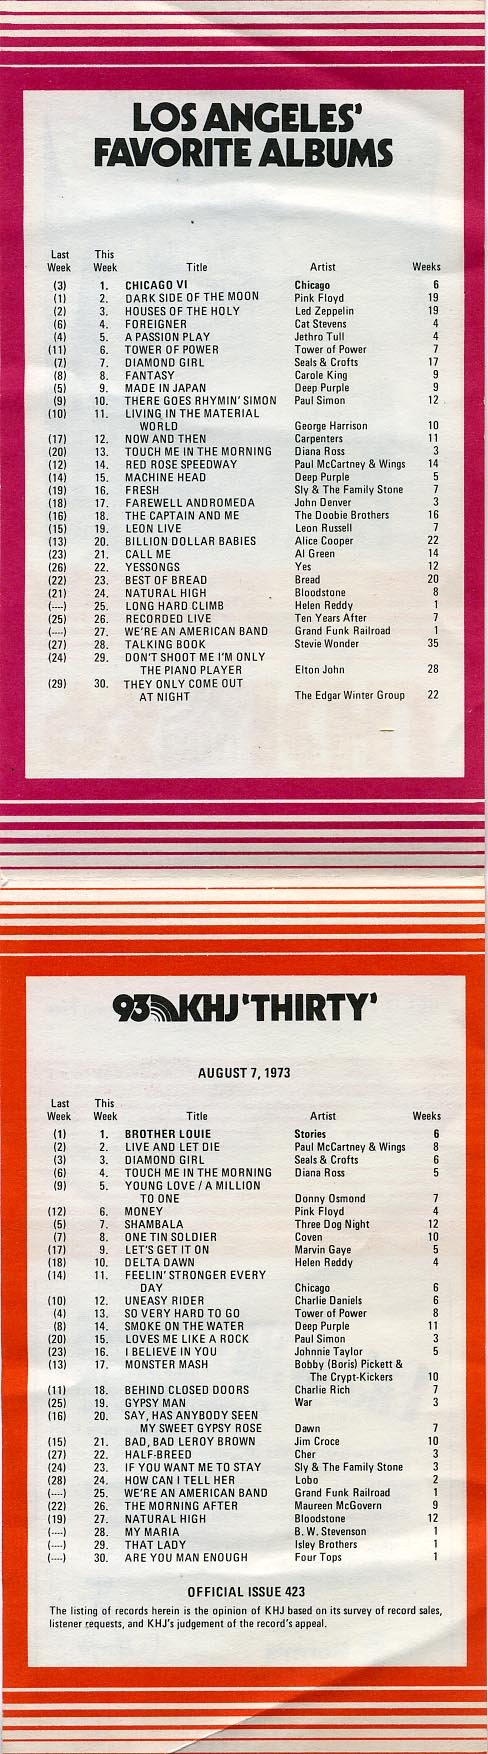 LOS ANGELES'
FAVORITE ALBUMS
Last This
Week Week Title Artist Weeks
(3) 1. CHICAGO VI Chicago 6
(1) 2. DARK SIDE OF THE MOON Pink Floyd 19
(2) 3. HOUSES OF THE HOLY Led Zeppelin 19
(6) 4. FOREIGNER Cat Stevens 4
(4) 5. A PASSION PLAY Jethro Tull 4
(11) 6. TOWER OF POWER Tower of Power 7
(7) 7. DIAMOND GIRL Seals & Crofts 17
(8) 8. FANTASY Carole King 9
(5) 9. MADE IN JAPAN Deep Purple 9
(9) 10. THERE GOES RHYMIN' SIMON Paul Simon 12
(10) 11. LIVING IN THE MATERIAL
WORLD George Harrison 10
(17) 12. NOW AND THEN Carpenters 11
(20) 13. TOUCH ME IN THE MORNING Diana Ross 3
(12) 14. RED ROSE SPEEDWAY Paul McCartney & Wings 14
(14) 15. MACHINE HEAD Deep Purple 5
(19) 16. FRESH Sly & The Family Stone 7
(18) 17. FAREWELL ANDROMEDA John Denver 3
(16) 18. THE CAPTAIN AND ME The Doobie Brothers 16
(15) 19. LEON LIVE Leon Russell 7
(13) 20. BILLION DOLLAR BABIES Alice Cooper 22
(23) 21. CALL ME Al Green 14
(26) 22. YESSONGS Yes 12
(22) 23. BEST OF BREAD Bread 20
(21) 24. NATURAL HIGH Bloodstone 8
(----) 25. LONG HARD CLIMB Helen Reddy 1
(25) 26. RECORDED LIVE Ten Years After 7
(----) 27. WE'RE AN AMERICAN BAND Grand Funk Railroad 1
(27) 28. TALKING BOOK Stevie Wonder 35
(24) 29. DON'T SHOOT ME I'M ONLY
THE PIANO PLAYER Elton John 28
(29) 30. THEY ONLY COME OUT
AT NIGHT The Edgar Winter Group 22
93 KHJ 'THIRTY'
AUGUST 7, 1973
Last This
Week Week Title Artist Weeks
(1) 1. BROTHER LOUIE Stories 6
(2) 2. LIVE AND LET DIE Paul McCartney & Wings 8
(3) 3. DIAMOND GIRL Seals & Crofts 6
(6) 4. TOUCH ME IN THE MORNING Diana Ross 5
(9) 5. YOUNG LOVE / A MILLION
TO ONE Donny Osmond 7
(12) 6. MONEY Pink Floyd 4
(5) 7. SHAMBALA Three Dog Night 12
(7) 8. ONE TIN SOLDIER Coven 10
(17) 9. LET'S GET IT ON Marvin Gaye 5
(18) 10. DELTA DAWN Helen Reddy 4
(14) 11. FEELIN' STRONGER EVERY
DAY Chicago 6
(10) 12. UNEASY RIDER Charlie Daniels 6
(4) 13. SO VERY HARD TO GO Tower of Power 8
(8) 14. SMOKE ON THE WATER Deep Purple 11
(20) 15. LOVES ME LIKE A ROCK Paul Simon 3
(23) 16. I BELIEVE IN YOU Johnnie Taylor 5
(13) 17. MONSTER MASH Bobby (Boris) Pickett &
The Crypt-Kickers 10
(11) 18. BEHIND CLOSED DOORS Charlie Rich 7
(25) 19. GYPSY MAN War 3
(16) 20. SAY, HAS ANYBODY SEEN
MY SWEET GYPSY ROSE Dawn 7
(15) 21. BAD, BAD LEROY BROWN Jim Croce 10
(27) 22. HALF-BREED Cher 3
(24) 23. IF YOU WANT ME TO STAY Sly & The Family Stone 3
(28) 24. HOW CAN I TELL HER Lobo 2
(----) 25. WE'RE AN AMERICAN BAND Grand Funk Railroad 1
(22) 26. THE MORNING AFTER Maureen McGovern 9
(19) 27. NATURAL HIGH Bloodstone 12
(----) 28. MY MARIA B. W. Stevenson 1
(----) 29. THAT LADY Isley Brothers 1
(----) 30. ARE YOU MAN ENOUGH Four Tops 1
OFFICIAL ISSUE 423
The listing of records herein is the opinion of KHJ based on its survey of record sales,
listener requests, and KHJ's judgement of the record's appeal.